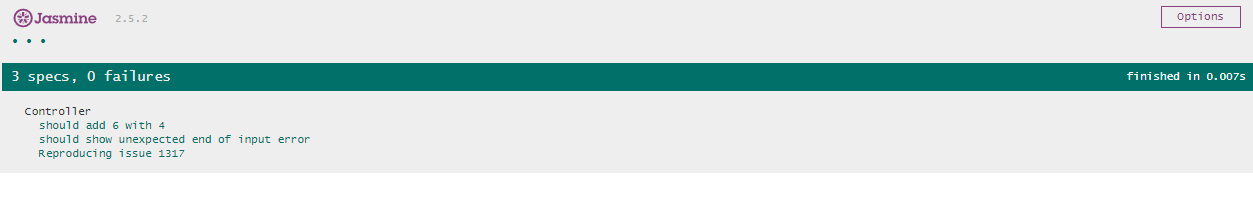 Jasmine 2.5.2 Options
• • •
3 specs, 0 failures finished in 0.007s
Controller
should add 6 with 4
should show unexpected end of input error
Reproducing issue 1317